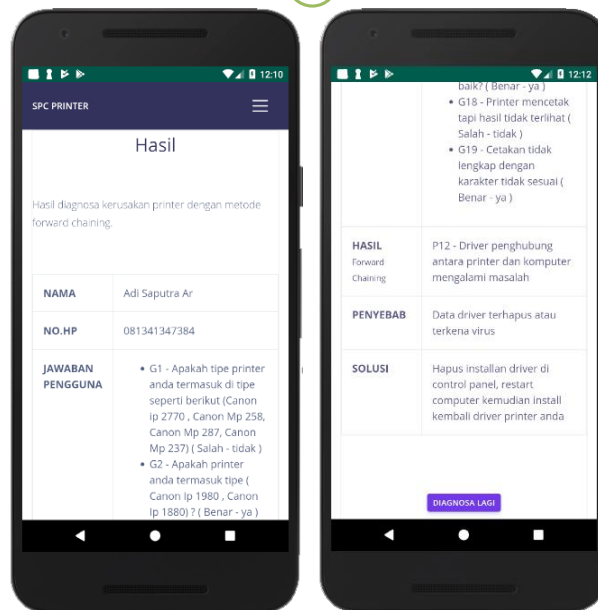 12:10
SPC PRINTER
Hasil
Hasil diagnosa kerusakan printer dengan metode
forward chaining.
NAMA
Adi Saputra Ar
NO.HP
081341347384
JAWABAN
PENGGUNA
G1 - Apakah tipe printer
anda termasuk di tipe
seperti berikut (Canon
ip 2770 , Canon Mp 258,
Canon Mp 287, Canon
Mp 237) ( Salah - tidak )
G2 - Apakah printer
anda termasuk tipe (
Canon Ip 1980 , Canon
Ip 1880) ? ( Benar - ya )
12:12
baik? ( Benar - ya )
G18 - Printer mencetak
tapi hasil tidak terlihat (
Salah - tidak )
G19 - Cetakan tidak
lengkap dengan
karakter tidak sesuai (
Benar - ya )
HASIL
Forward
Chaining
P12 - Driver penghubung
antara printer dan komputer
mengalami masalah
PENYEBAB
Data driver terhapus atau
terkena virus
SOLUSI
Hapus installan driver di
control panel, restart
computer kemudian install
kembali driver printer anda
DIAGNOSA LAGI